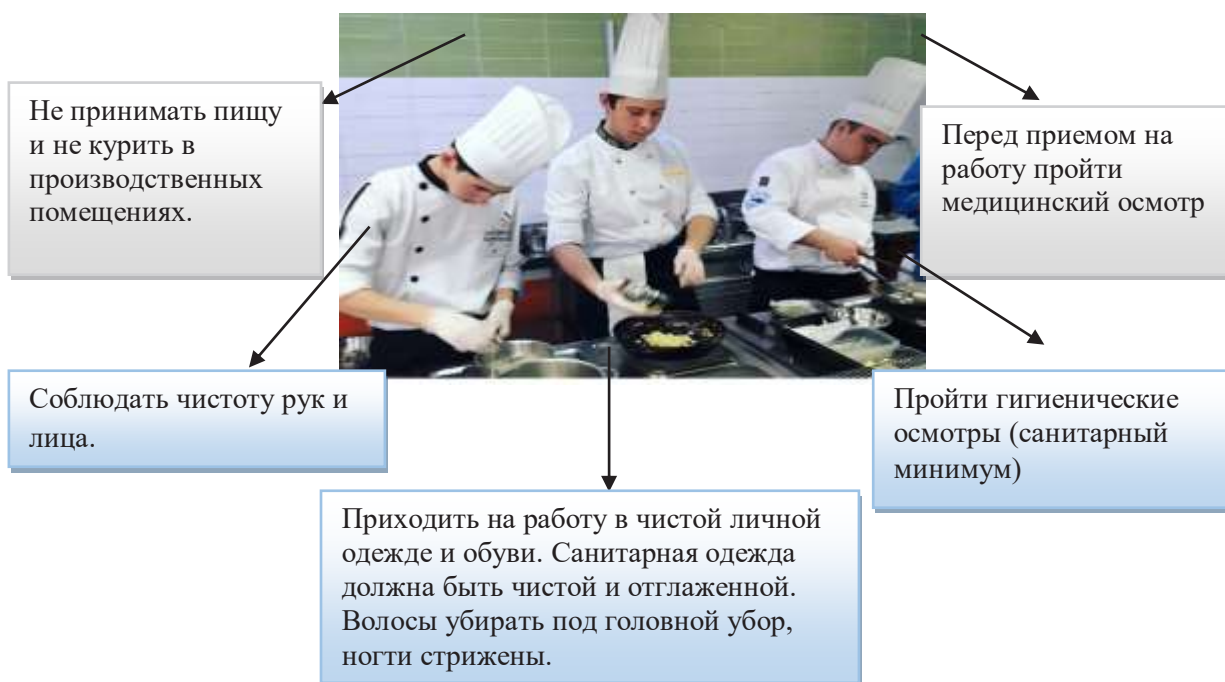 Не принимать пищу
и не курить в
производственных
помещениях.
Перед приемом на
работу пройти
медицинский осмотр
Соблюдать чистоту рук и
лица.
Пройти гигиенические
осмотры (санитарный
минимум)
Приходить на работу в чистой личной
одежде и обуви. Санитарная одежда
должна быть чистой и отглаженной.
Волосы убирать под головной убор,
ногти стрижены.